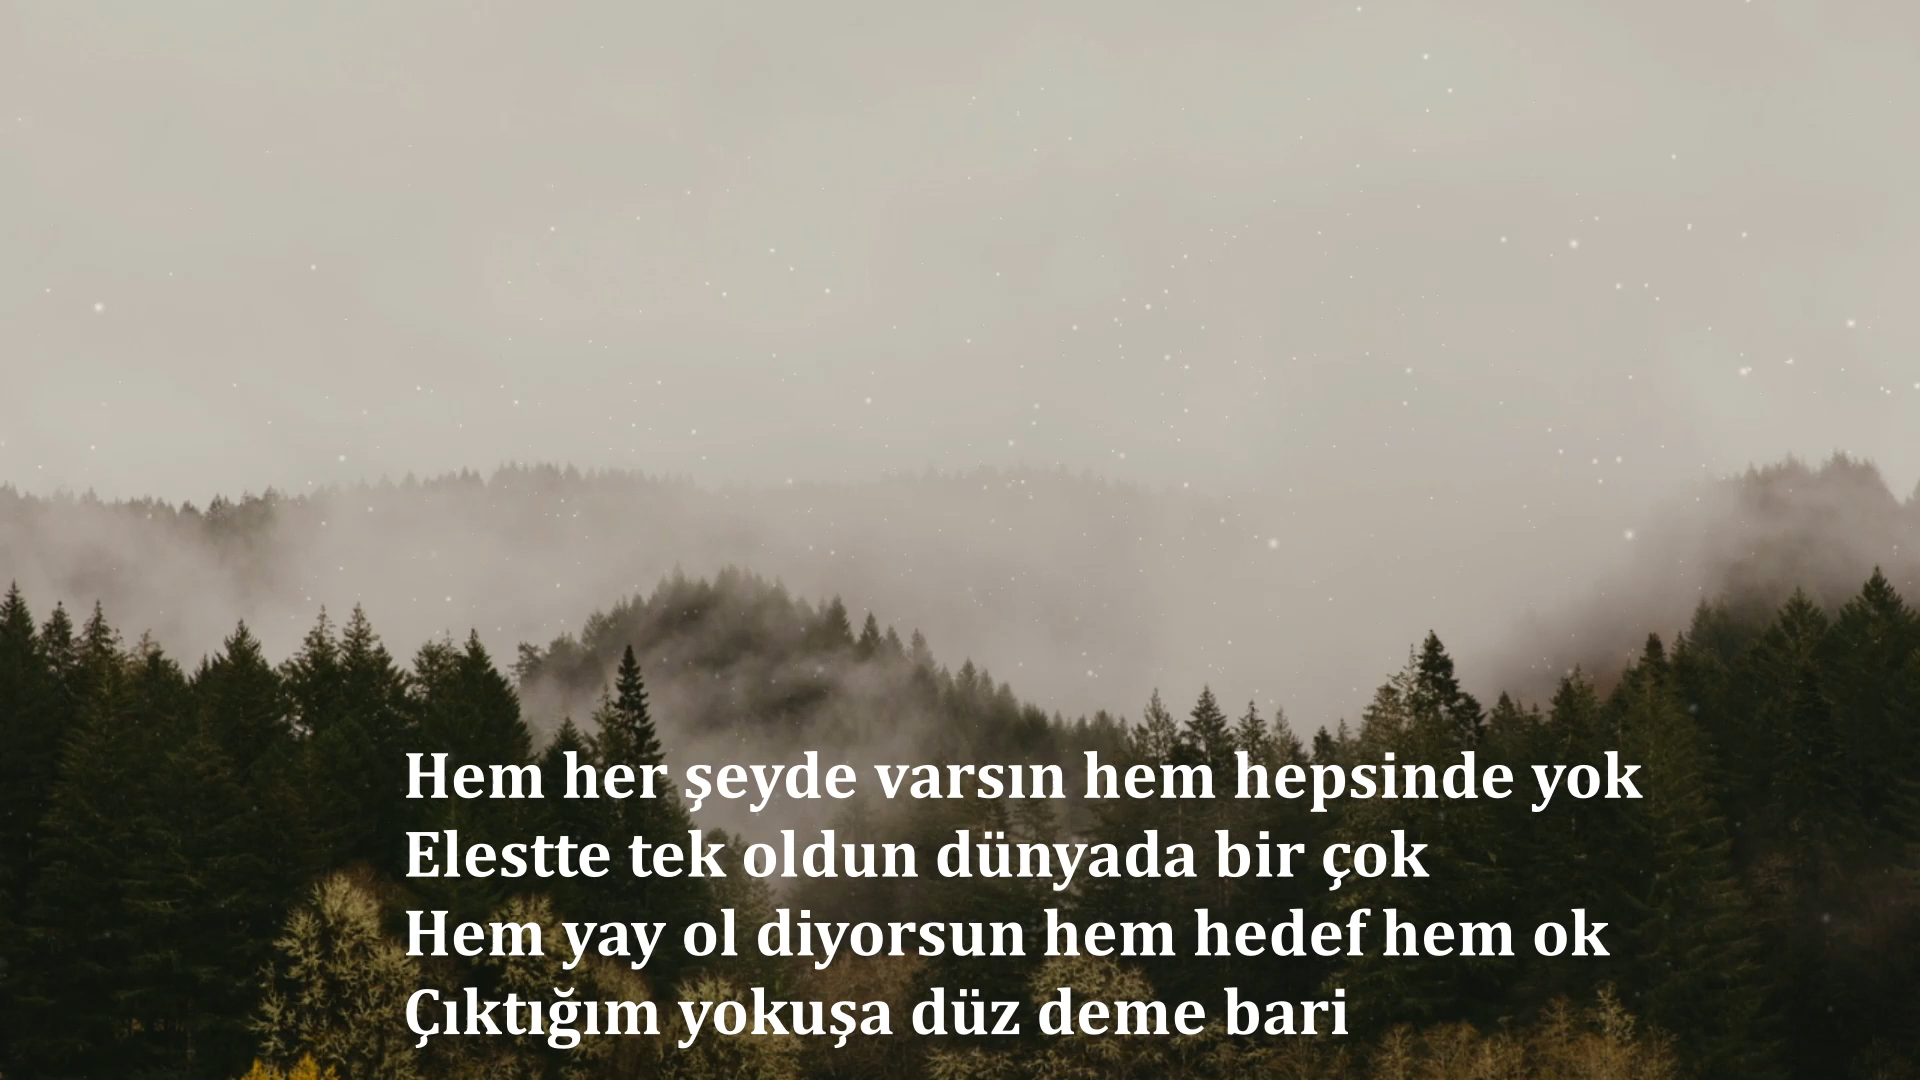 Hem her şeyde varsın hem hepsinde yok
Elestte tek oldun dünyada bir çok
Hem yay ol diyorsun hem hedef hem ok
Çıktığım yokuşa düz deme bari